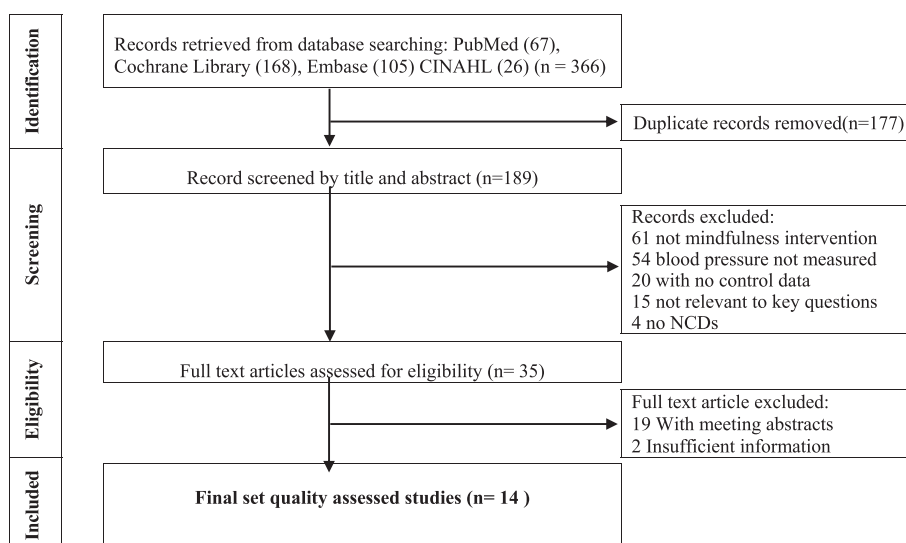 Identification
Records retrieved from database searching: PubMed (67),
Cochrane Library (168), Embase (105) CINAHL (26) (n = 366)
Duplicate records removed(n=177)
Screening
Record screened by title and abstract (n=189)
Records excluded:
61 not mindfulness intervention
54 blood pressure not measured
20 with no control data
15 not relevant to key questions
4 no NCDs
Eligibility
Full text articles assessed for eligibility (n= 35)
Full text article excluded:
19 With meeting abstracts
2 Insufficient information
Included
Final set quality assessed studies (n= 14 )